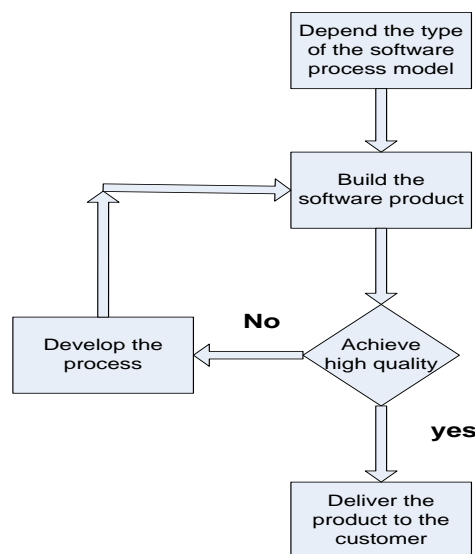 Depend the type
of the software
process model
Build the
software product
No
Achieve
high quality
Develop the
process
yes
Deliver the
product to the
customer